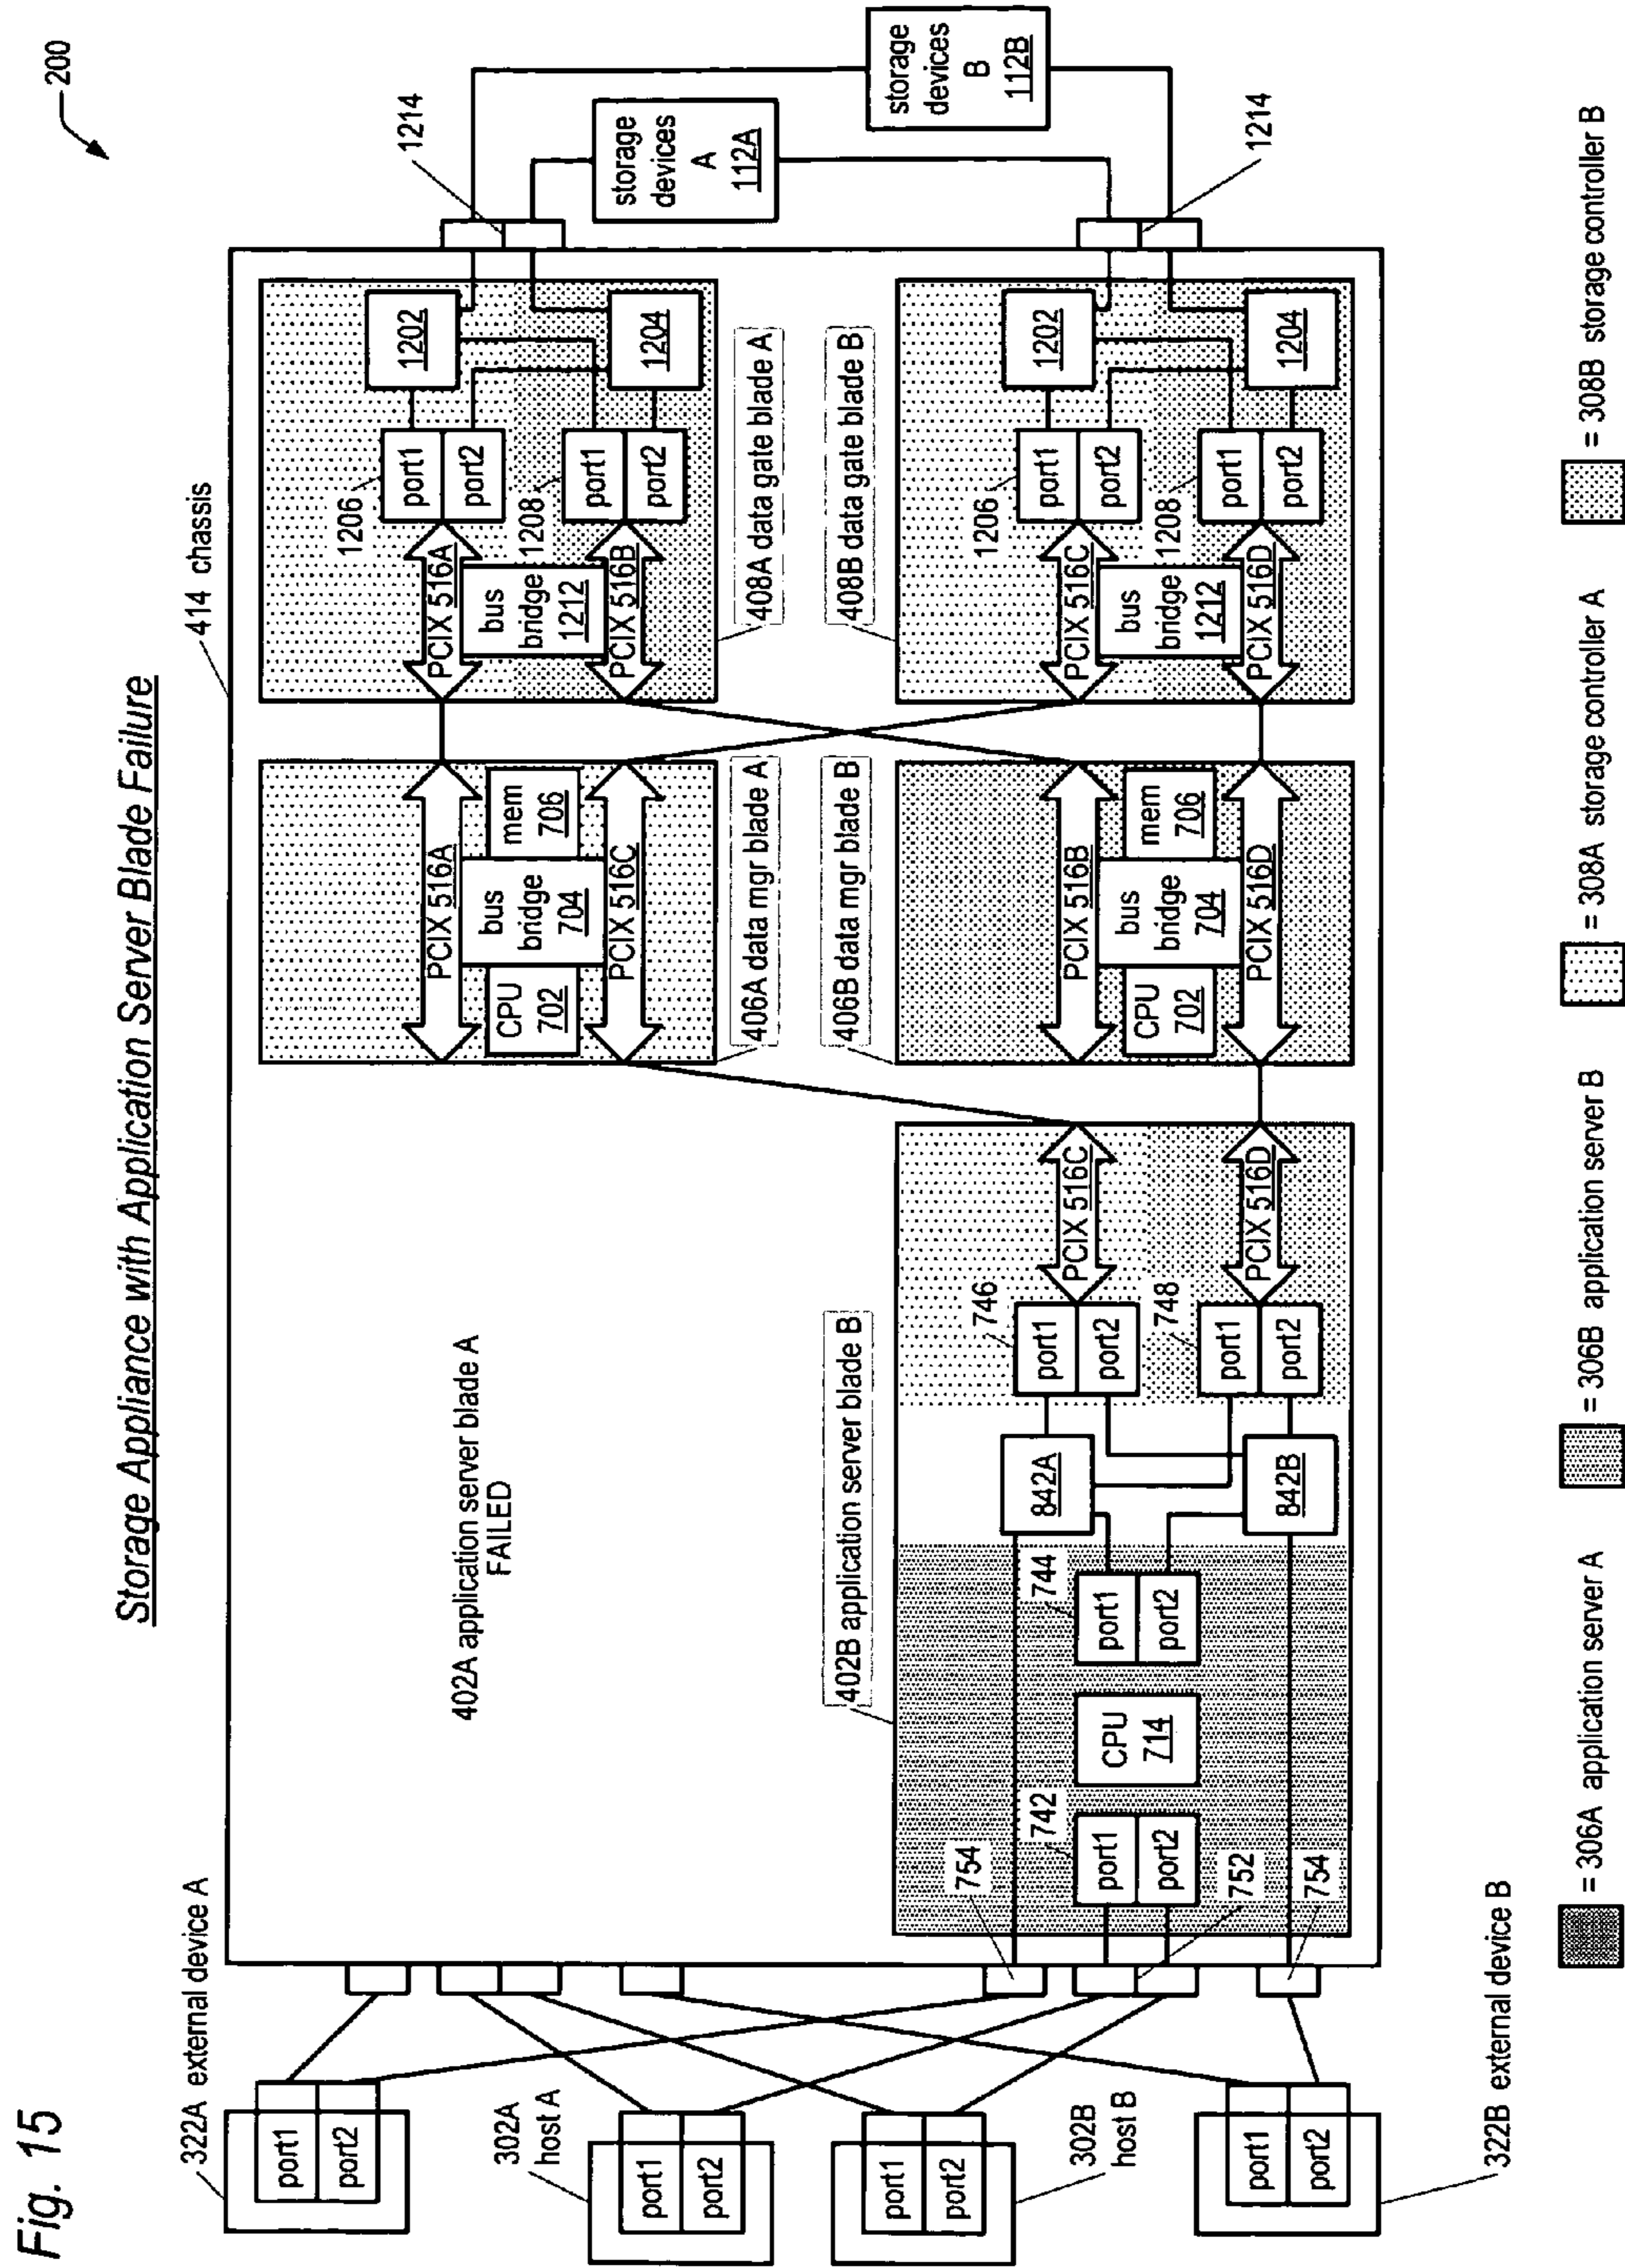 Fig. 15
Storage Appliance with Application Server Blade Failure
200
414 chassis
322A external device A
port1
port2
302A
host A
port1
port2
302B
host B
port1
port2
322B external device B
port1
port2
402A application server blade A
FAILED
402B application server blade B
754
742
port1
port2
752
754
CPU
714
744
port1
port2
842A
842B
746
port1
port2
748
port1
port2
PCIX 516C
PCIX 516D
406A data mgr blade A
PCIX 516A
CPU
702
bus
bridge
704
mem
706
PCIX 516C
406B data mgr blade B
PCIX 516B
CPU
702
bus
bridge
704
mem
706
PCIX 516D
408A data gate blade A
PCIX 516A
bus
bridge
1212
PCIX 516B
1206
port1
port2
1208
port1
port2
1202
1204
408B data gate blade B
PCIX 516C
bus
bridge
1212
PCIX 516D
1206
port1
port2
1208
port1
port2
1202
1204
1214
1214
storage
devices
A
112A
storage
devices
B
112B
= 306A application server A
= 306B application server B
= 308A storage controller A
= 308B storage controller B